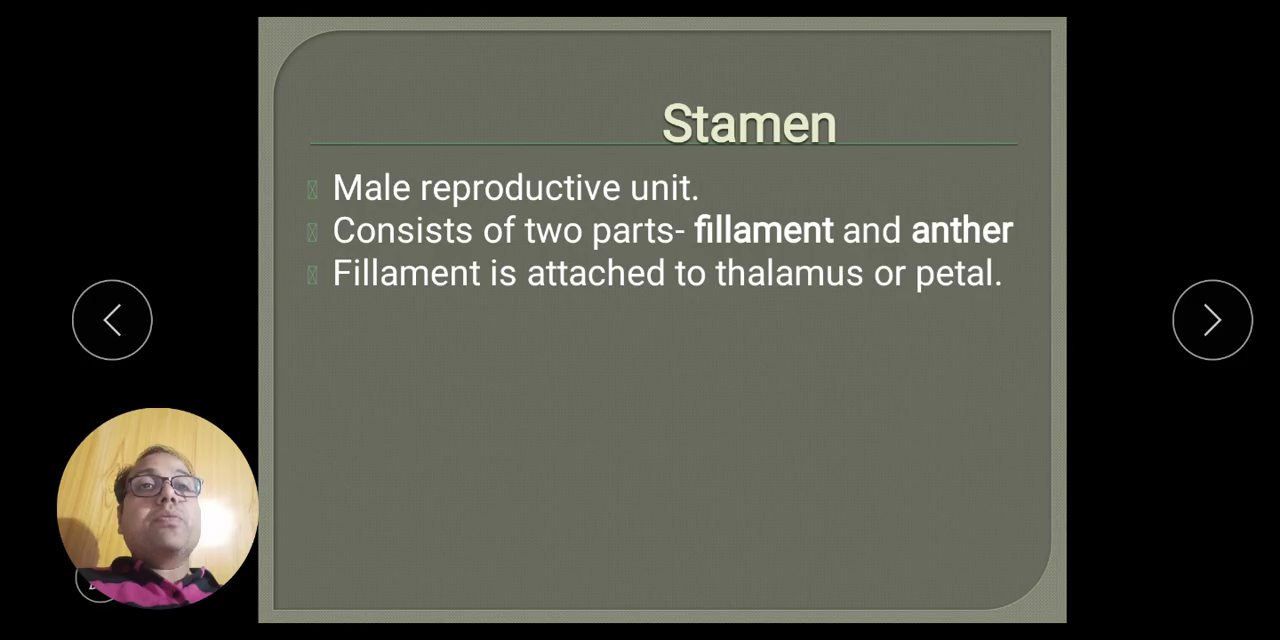 Stamen
Male reproductive unit.
Consists of two parts- fillament and anther
Fillament is attached to thalamus or petal.